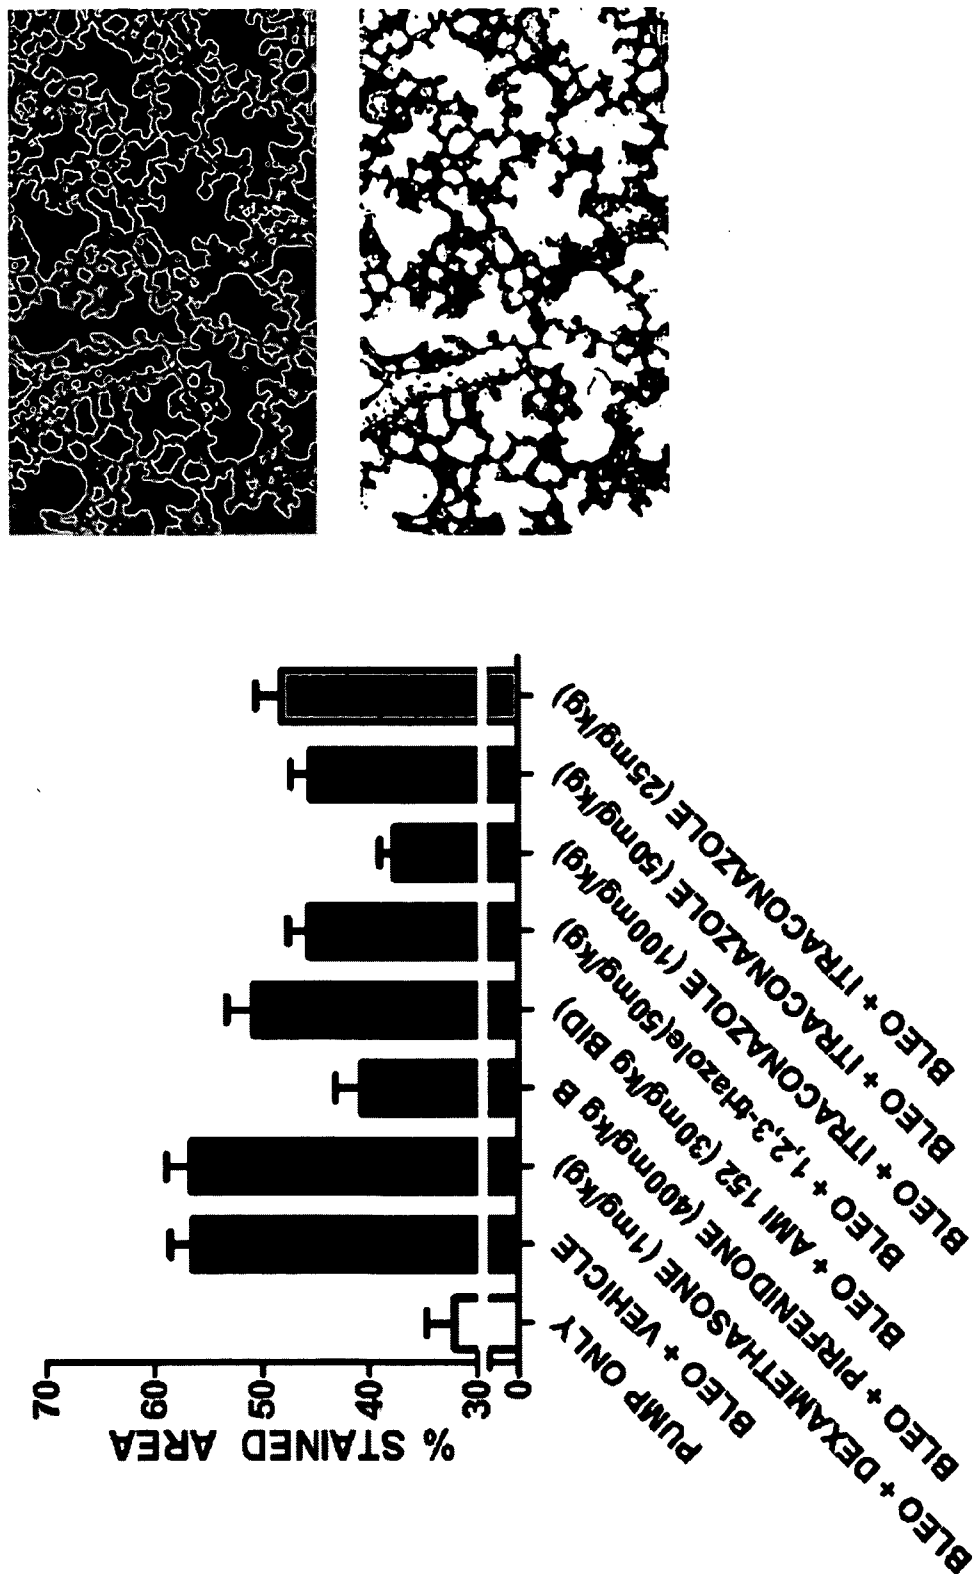 % STAINED AREA
70
60
50
40
30
0
PUMP ONLY
BLEO + VEHICLE
BLEO + DEXAMETHASONE (1mg/kg)
BLEO + PIRFENIDONE (400mg/kg B
BLEO + AMI 152 (30mg/kg BID)
BLEO + 1,2,3-triazole(50mg/kg)
BLEO + ITRACONAZOLE (100mg/kg)
BLEO + ITRACONAZOLE (50mg/kg)
BLEO + ITRACONAZOLE (25mg/kg)